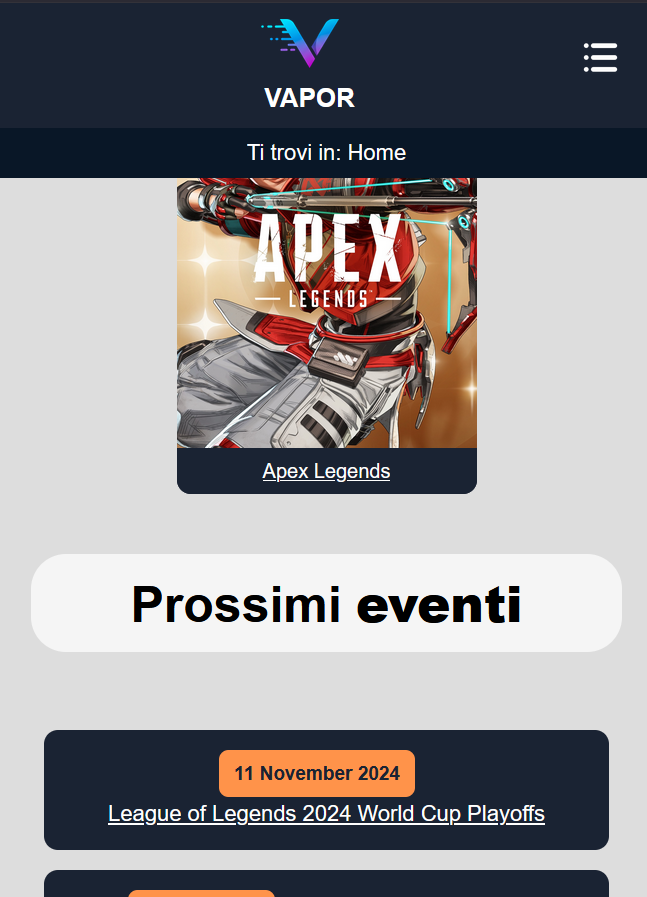 VAPOR
Ti trovi in: Home
APEX
LEGENDS
Apex Legends
Prossimi eventi
11 November 2024
League of Legends 2024 World Cup Playoffs